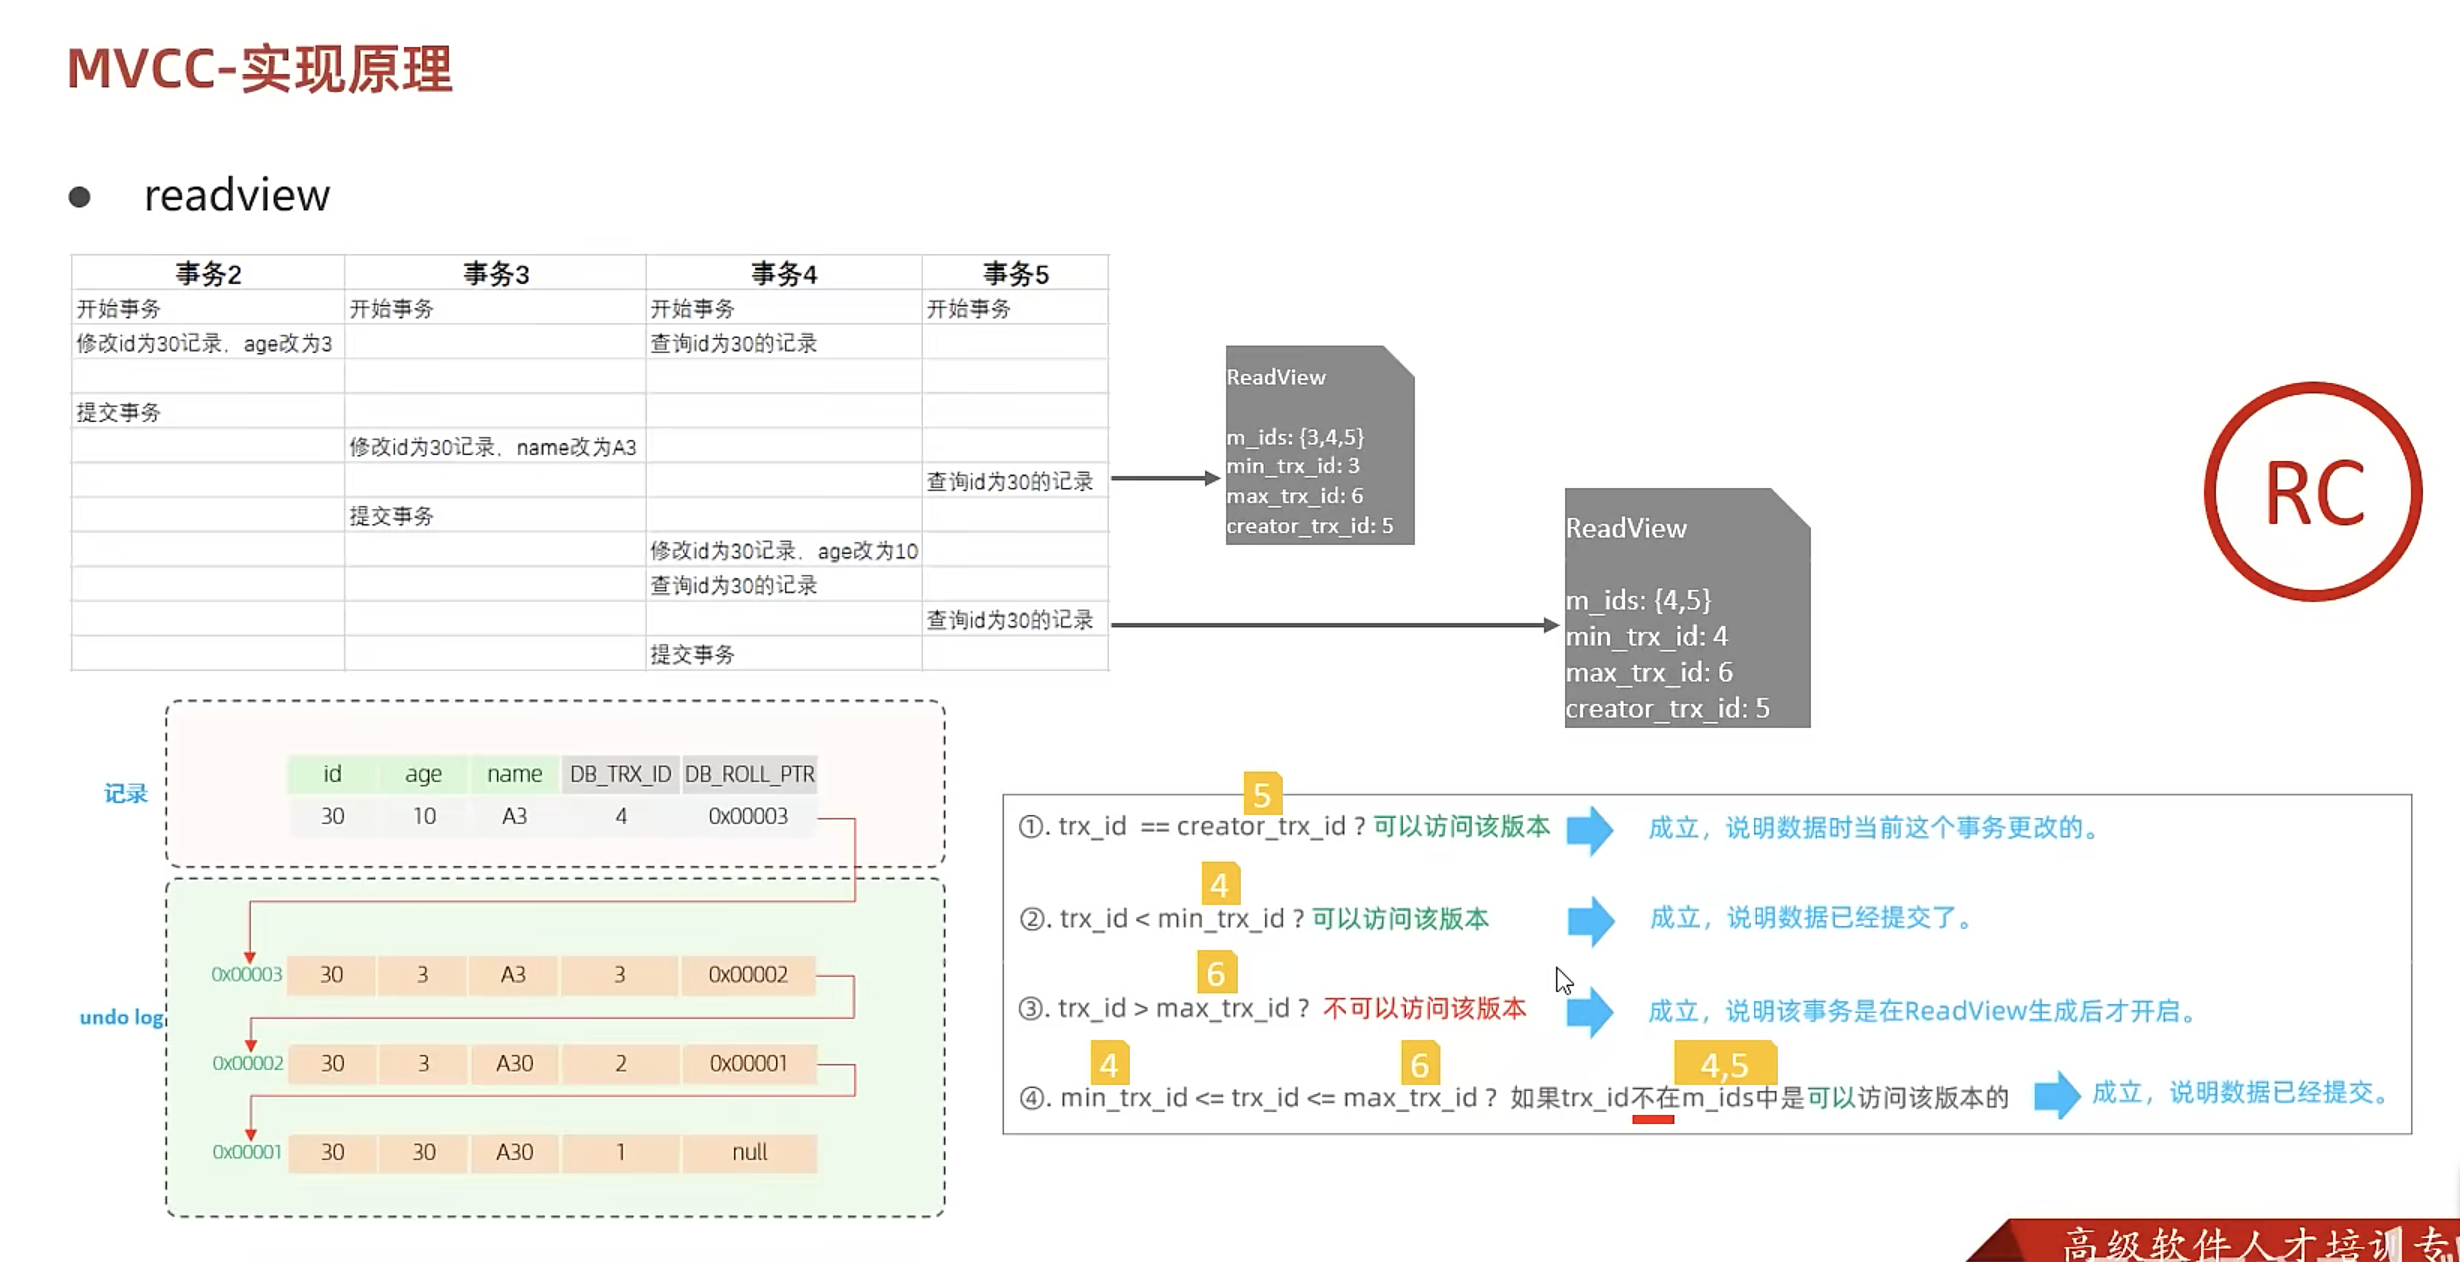 MVCC-实现原理
● readview
事务2 事务3 事务4 事务5
开始事务 开始事务 开始事务 开始事务
修改id为30记录，age改为3 查询id为30的记录
提交事务
修改id为30记录，name改为A3
查询id为30的记录
提交事务
修改id为30记录，age改为10
查询id为30的记录
查询id为30的记录
提交事务
ReadView
m_ids: {3,4,5}
min_trx_id: 3
max_trx_id: 6
creator_trx_id: 5
ReadView
m_ids: {4,5}
min_trx_id: 4
max_trx_id: 6
creator_trx_id: 5
RC
记录
id age name DB_TRX_ID DB_ROLL_PTR
30 10 A3 4 0x00003
undo log
0x00003 30 3 A3 3 0x00002
0x00002 30 3 A30 2 0x00001
0x00001 30 30 A30 1 null
5
①. trx_id == creator_trx_id ? 可以访问该版本 成立，说明数据时当前这个事务更改的。
4
②. trx_id < min_trx_id ? 可以访问该版本 成立，说明数据已经提交了。
6
③. trx_id > max_trx_id ? 不可以访问该版本 成立，说明该事务是在ReadView生成后才开启。
4 6 4,5
④. min_trx_id <= trx_id <= max_trx_id ? 如果trx_id不在m_ids中是可以访问该版本的 成立，说明数据已经提交。
高级软件人才培训专